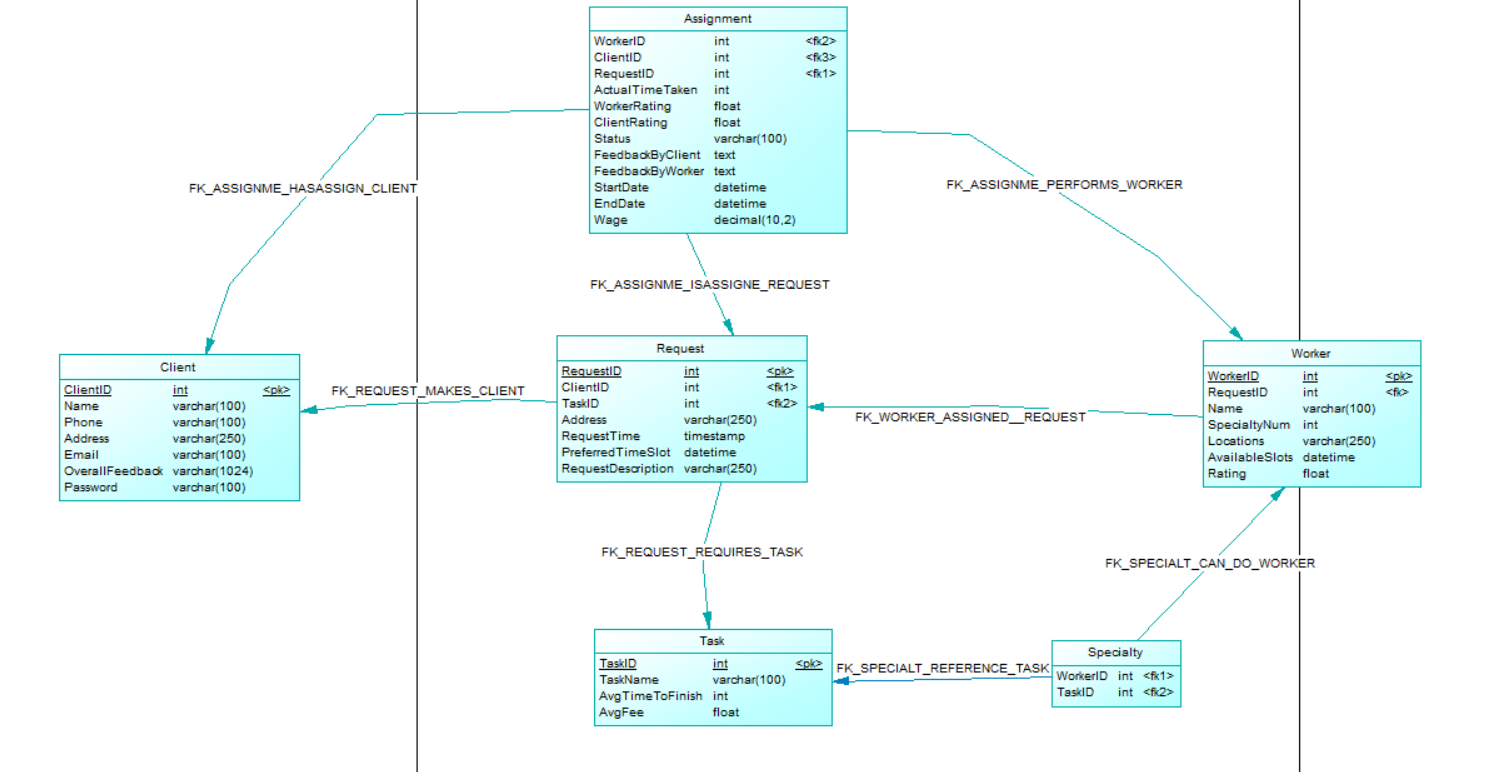 Assignment
WorkerID int <fk2>
ClientID int <fk3>
RequestID int <fk1>
ActualTimeTaken int
WorkerRating float
ClientRating float
Status varchar(100)
FeedbackByClient text
FeedbackByWorker text
StartDate datetime
EndDate datetime
Wage decimal(10,2)
FK_ASSIGNME_HASASSIGN_CLIENT
FK_ASSIGNME_PERFORMS_WORKER
FK_ASSIGNME_ISASSIGNE_REQUEST
Client
ClientID int <pk>
Name varchar(100)
Phone varchar(100)
Address varchar(250)
Email varchar(100)
OverallFeedback varchar(1024)
Password varchar(100)
FK_REQUEST_MAKES_CLIENT
Request
RequestID int <pk>
ClientID int <fk1>
TaskID int <fk2>
Address varchar(250)
RequestTime timestamp
PreferredTimeSlot datetime
RequestDescription varchar(250)
FK_WORKER_ASSIGNED__REQUEST
Worker
WorkerID int <pk>
RequestID int <fk>
Name varchar(100)
SpecialtyNum int
Locations varchar(250)
AvailableSlots datetime
Rating float
FK_REQUEST_REQUIRES_TASK
FK_SPECIALT_CAN_DO_WORKER
Task
TaskID int <pk>
TaskName varchar(100)
AvgTimeToFinish int
AvgFee float
FK_SPECIALT_REFERENCE_TASK
Specialty
WorkerID int <fk1>
TaskID int <fk2>